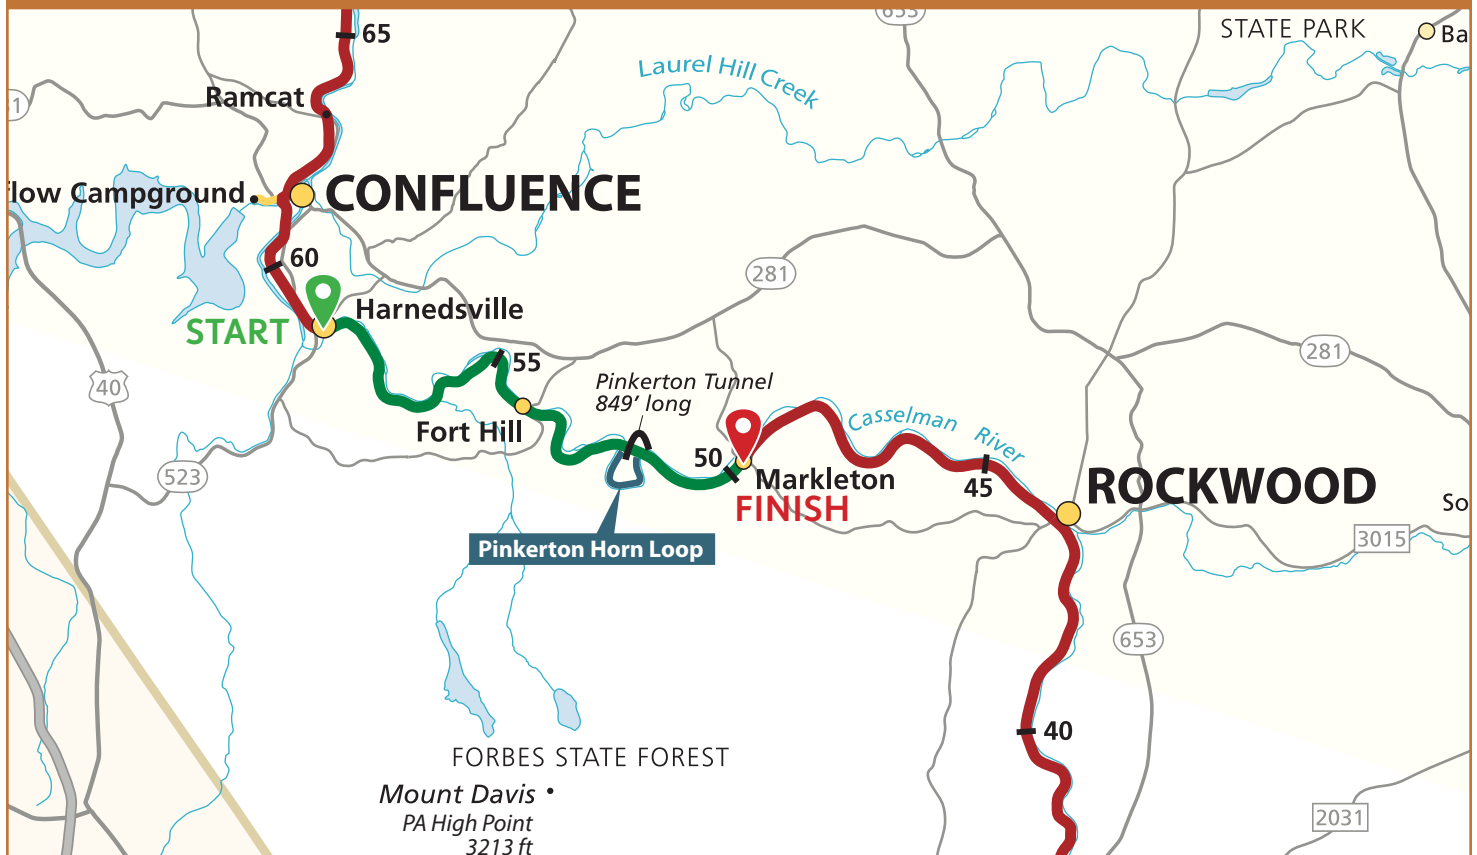 653
STATE PARK
Ba
65
Laurel Hill Creek
Ramcat
flow Campground
CONFLUENCE
60
281
Harnedsville
START
281
55
40
Pinkerton Tunnel
849’ long
Casselman River
Fort Hill
50
523
Markleton
45
ROCKWOOD
FINISH
So
3015
Pinkerton Horn Loop
653
40
FORBES STATE FOREST
Mount Davis
PA High Point
3213 ft
2031